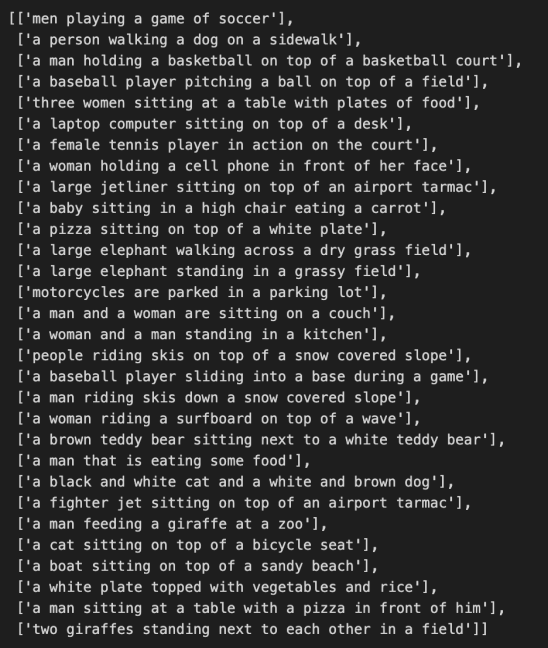 [['men playing a game of soccer'],
['a person walking a dog on a sidewalk'],
['a man holding a basketball on top of a basketball court'],
['a baseball player pitching a ball on top of a field'],
['three women sitting at a table with plates of food'],
['a laptop computer sitting on top of a desk'],
['a female tennis player in action on the court'],
['a woman holding a cell phone in front of her face'],
['a large jetliner sitting on top of an airport tarmac'],
['a baby sitting in a high chair eating a carrot'],
['a pizza sitting on top of a white plate'],
['a large elephant walking across a dry grass field'],
['a large elephant standing in a grassy field'],
['motorcycles are parked in a parking lot'],
['a man and a woman are sitting on a couch'],
['a woman and a man standing in a kitchen'],
['people riding skis on top of a snow covered slope'],
['a baseball player sliding into a base during a game'],
['a man riding skis down a snow covered slope'],
['a woman riding a surfboard on top of a wave'],
['a brown teddy bear sitting next to a white teddy bear'],
['a man that is eating some food'],
['a black and white cat and a white and brown dog'],
['a fighter jet sitting on top of an airport tarmac'],
['a man feeding a giraffe at a zoo'],
['a cat sitting on top of a bicycle seat'],
['a boat sitting on top of a sandy beach'],
['a white plate topped with vegetables and rice'],
['a man sitting at a table with a pizza in front of him'],
['two giraffes standing next to each other in a field']]